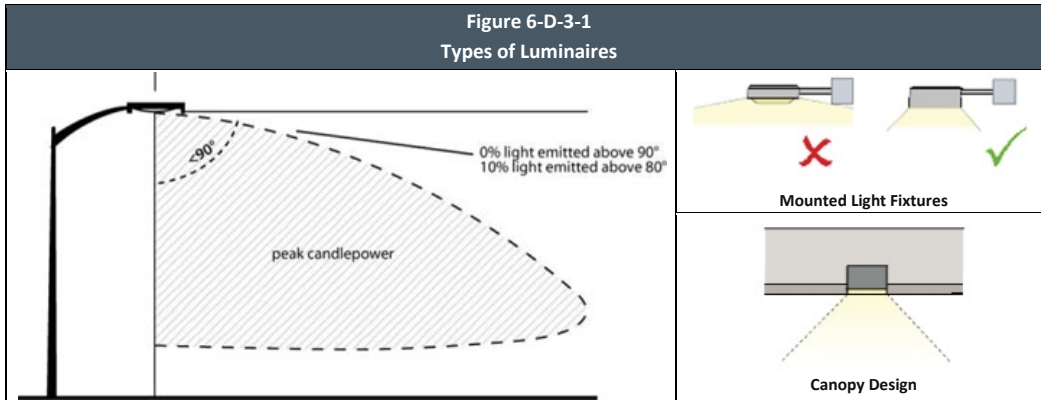 Figure 6-D-3-1
Types of Luminaires
<90°
0% light emitted above 90°
10% light emitted above 80°
peak candlepower
Mounted Light Fixtures
Canopy Design